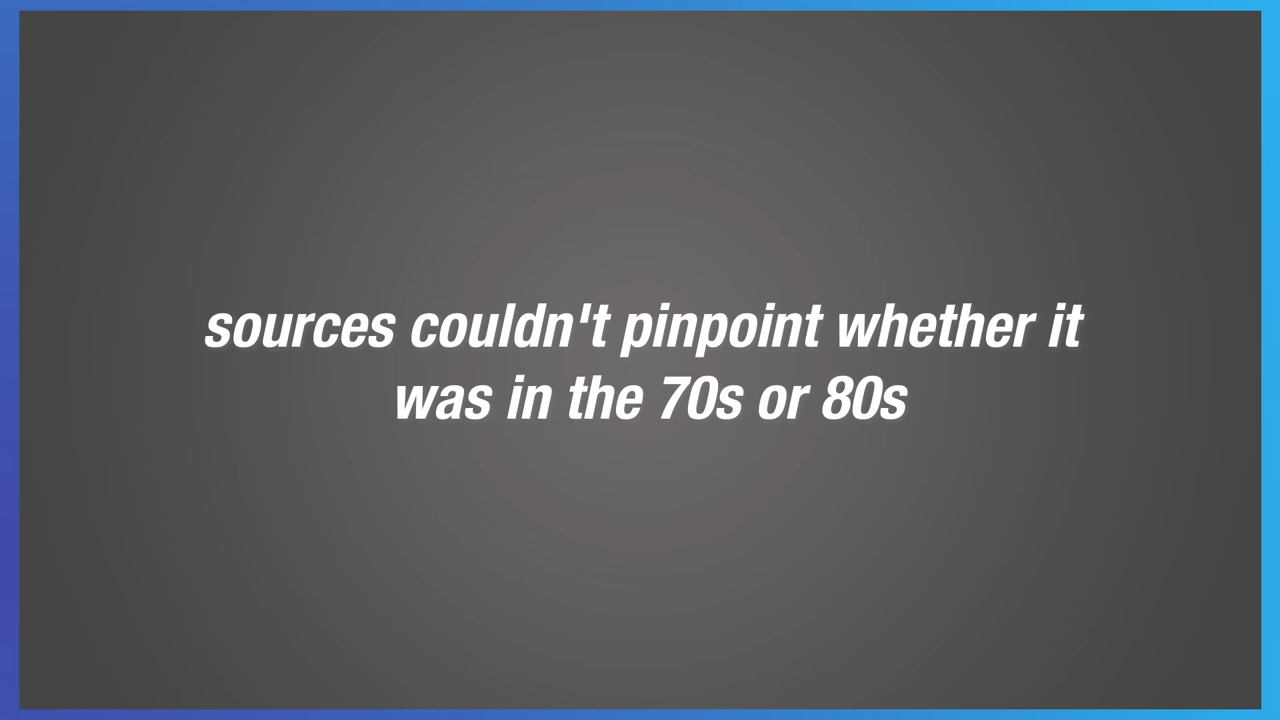 sources couldn't pinpoint whether it
was in the 70s or 80s